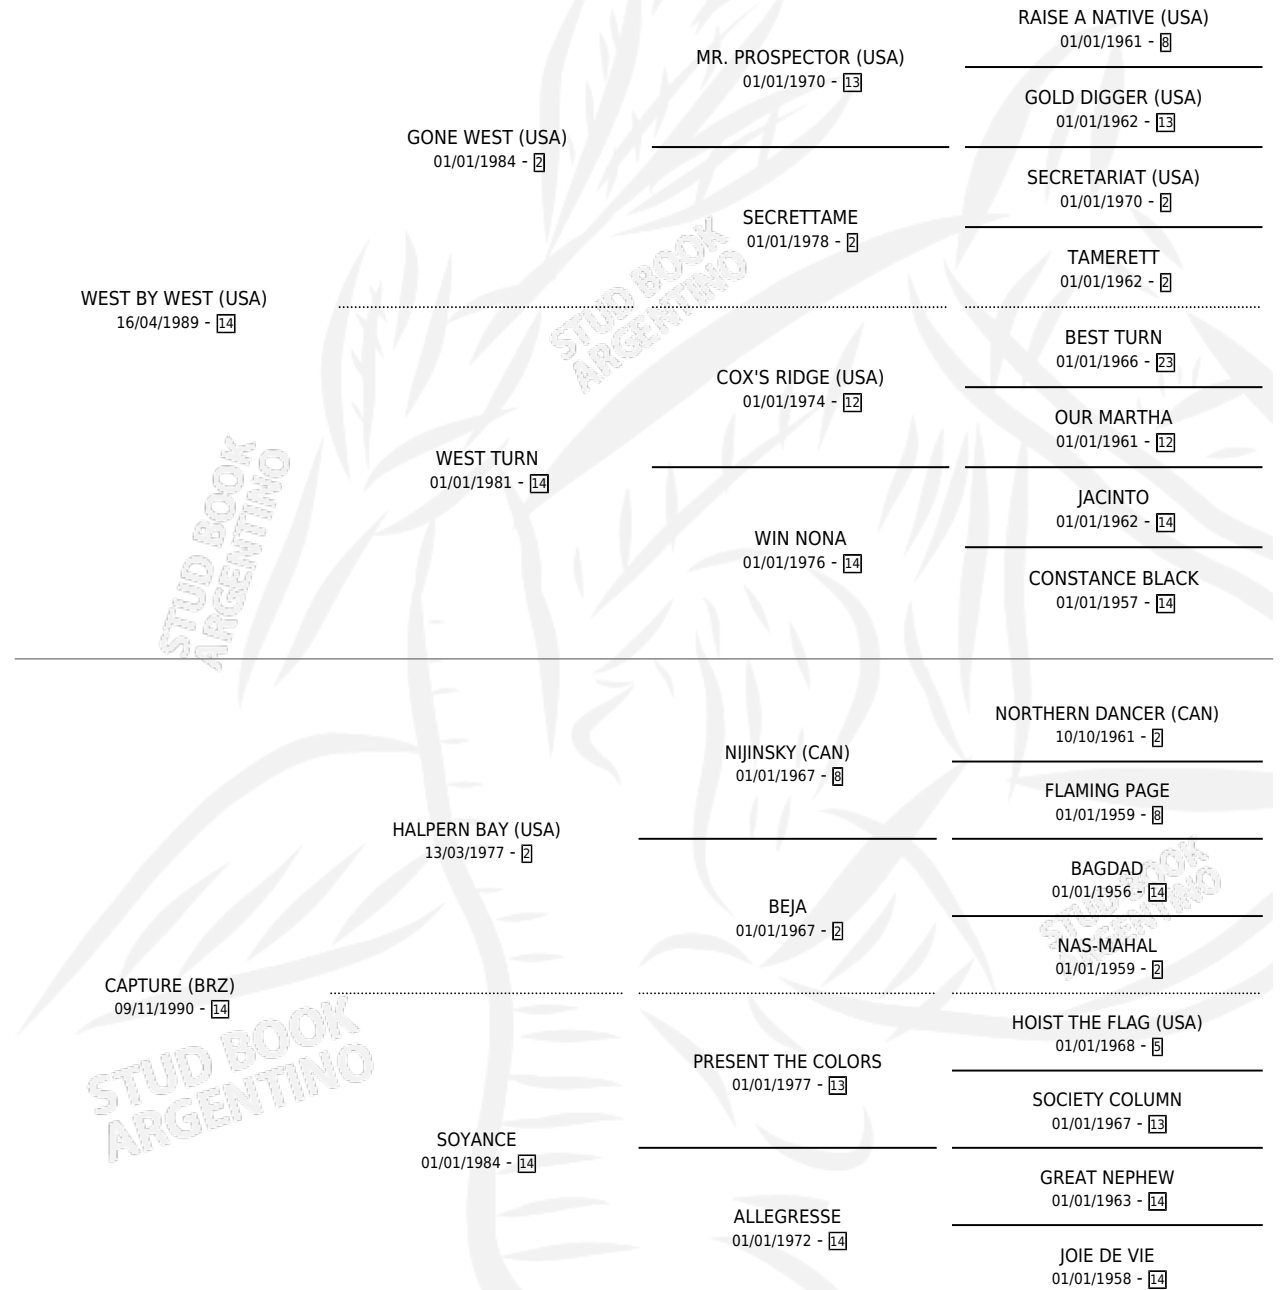 RAISE A NATIVE (USA)
01/01/1961 - 8
MR. PROSPECTOR (USA)
01/01/1970 - 13
GOLD DIGGER (USA)
01/01/1962 - 13
GONE WEST (USA)
01/01/1984 - 2
SECRETARIAT (USA)
01/01/1970 - 2
SECRETTAME
01/01/1978 - 2
TAMERETT
01/01/1962 - 2
WEST BY WEST (USA)
16/04/1989 - 14
BEST TURN
01/01/1966 - 23
COX'S RIDGE (USA)
01/01/1974 - 12
OUR MARTHA
01/01/1961 - 12
WEST TURN
01/01/1981 - 14
JACINTO
01/01/1962 - 14
WIN NONA
01/01/1976 - 14
CONSTANCE BLACK
01/01/1957 - 14
NORTHERN DANCER (CAN)
10/10/1961 - 2
NIJINSKY (CAN)
01/01/1967 - 8
FLAMING PAGE
01/01/1959 - 8
HALPERN BAY (USA)
13/03/1977 - 2
BAGDAD
01/01/1956 - 14
BEJA
01/01/1967 - 2
NAS-MAHAL
01/01/1959 - 2
CAPTURE (BRZ)
09/11/1990 - 14
HOIST THE FLAG (USA)
01/01/1968 - 5
PRESENT THE COLORS
01/01/1977 - 13
SOCIETY COLUMN
01/01/1967 - 13
SOYANCE
01/01/1984 - 14
GREAT NEPHEW
01/01/1963 - 14
ALLEGRESSE
01/01/1972 - 14
JOIE DE VIE
01/01/1958 - 14
STUD BOOK
ARGENTINO
STUD BOOK
ARGENTINO
STUD BOOK
ARGENTINO
STUD BOOK
ARGENTINO